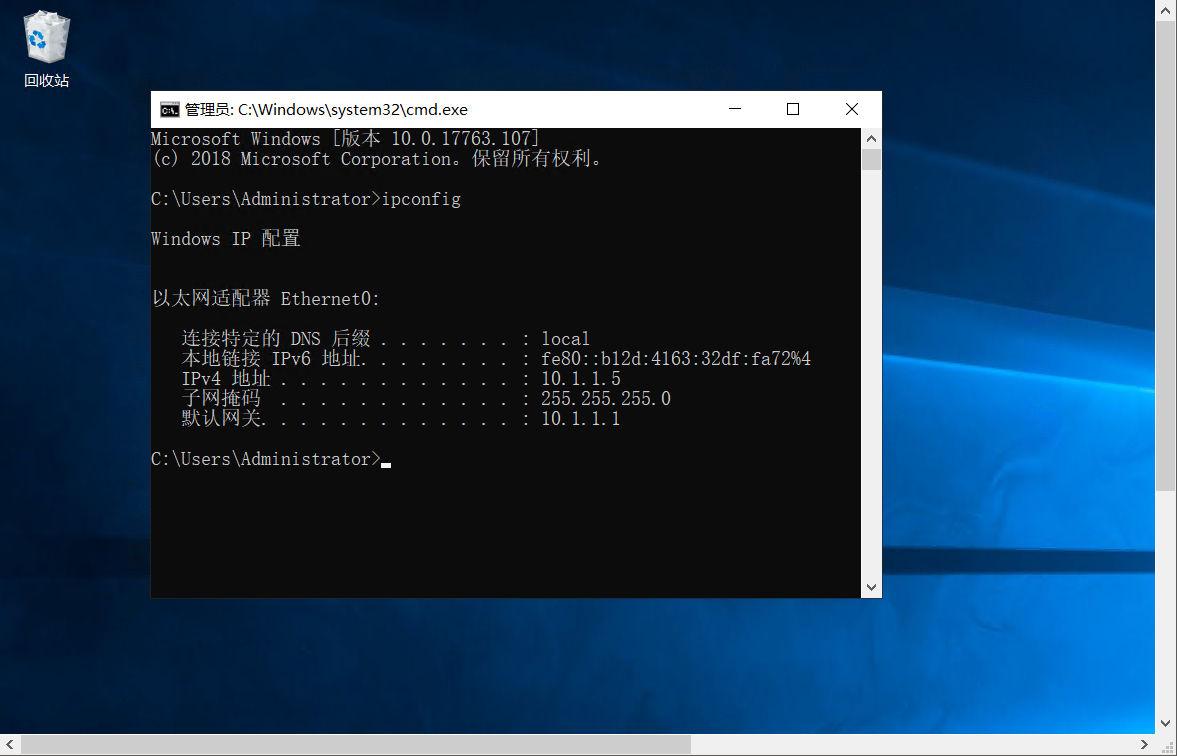 回收站
管理员: C:\Windows\system32\cmd.exe
Microsoft Windows [版本 10.0.17763.107]
(c) 2018 Microsoft Corporation。保留所有权利。
C:\Users\Administrator>ipconfig
Windows IP 配置
以太网适配器 Ethernet0:
连接特定的 DNS 后缀 . . . . . . . : local
本地链接 IPv6 地址. . . . . . . . : fe80::b12d:4163:32df:fa72%4
IPv4 地址 . . . . . . . . . . . . : 10.1.1.5
子网掩码  . . . . . . . . . . . . : 255.255.255.0
默认网关. . . . . . . . . . . . . : 10.1.1.1
C:\Users\Administrator>